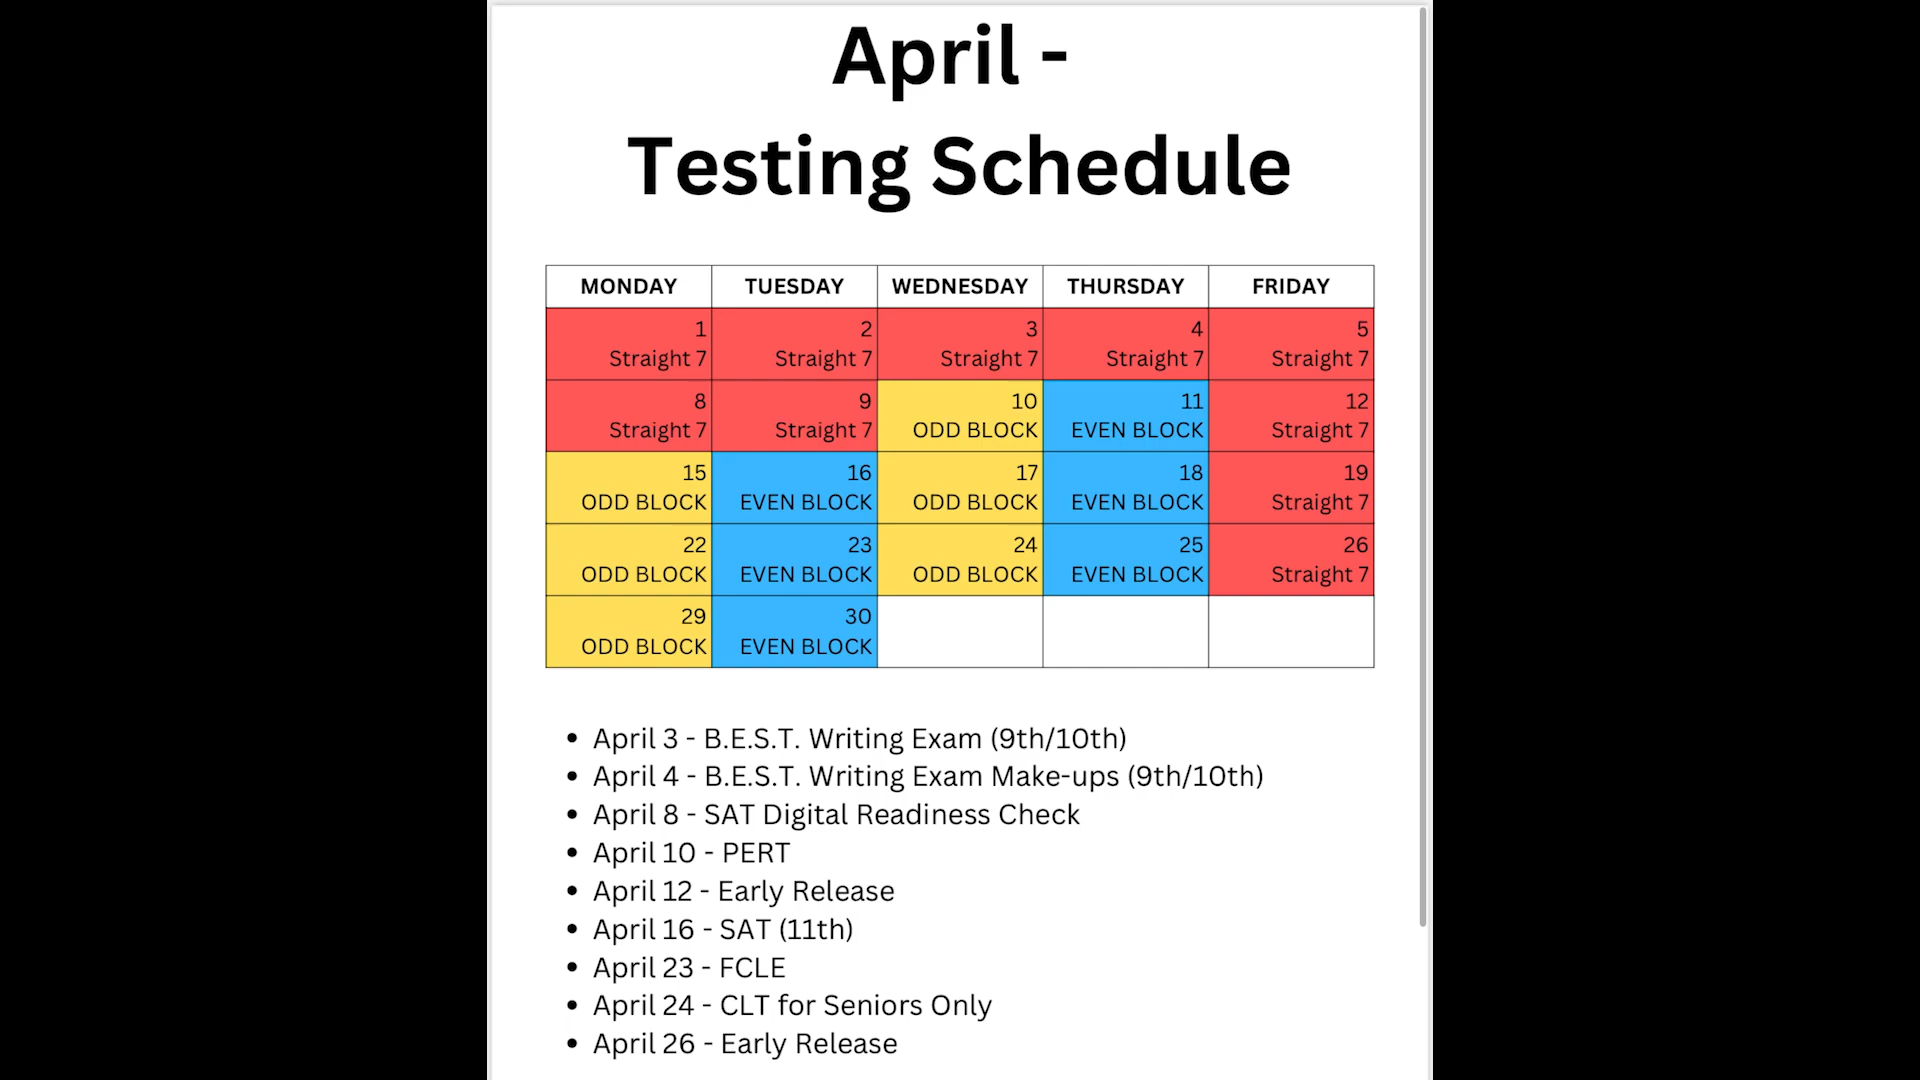 April -
Testing Schedule
MONDAY TUESDAY WEDNESDAY THURSDAY FRIDAY
1 2 3 4 5
Straight 7 Straight 7 Straight 7 Straight 7 Straight 7
8 9 10 11 12
Straight 7 Straight 7 ODD BLOCK EVEN BLOCK Straight 7
15 16 17 18 19
ODD BLOCK EVEN BLOCK ODD BLOCK EVEN BLOCK Straight 7
22 23 24 25 26
ODD BLOCK EVEN BLOCK ODD BLOCK EVEN BLOCK Straight 7
29 30
ODD BLOCK EVEN BLOCK
• April 3 - B.E.S.T. Writing Exam (9th/10th)
• April 4 - B.E.S.T. Writing Exam Make-ups (9th/10th)
• April 8 - SAT Digital Readiness Check
• April 10 - PERT
• April 12 - Early Release
• April 16 - SAT (11th)
• April 23 - FCLE
• April 24 - CLT for Seniors Only
• April 26 - Early Release